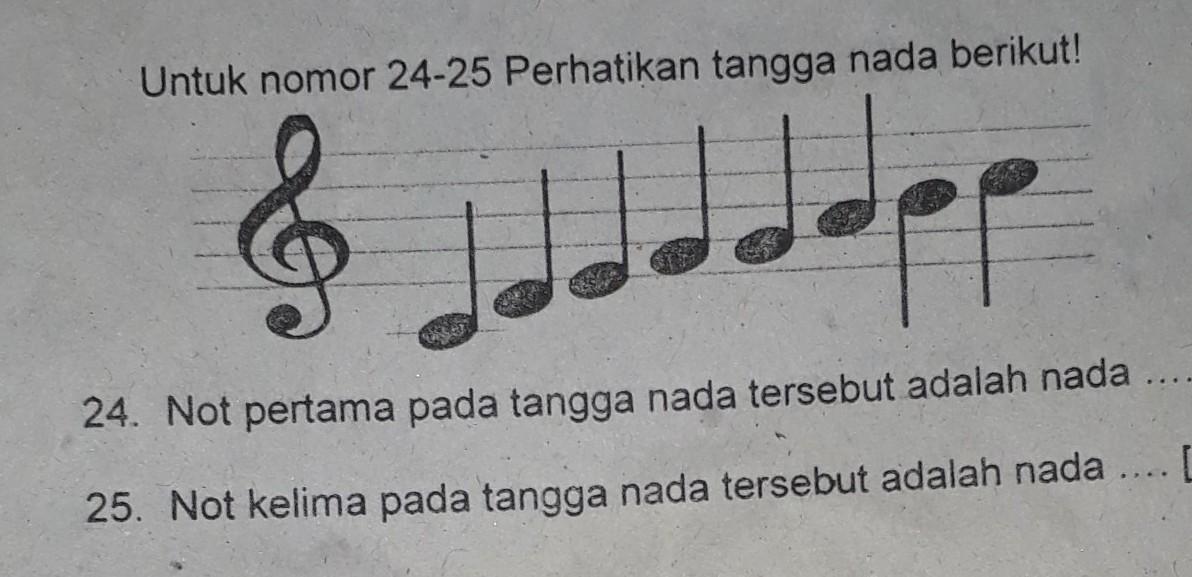 Untuk nomor 24-25 Perhatikan tangga nada berikut!
24. Not pertama pada tangga nada tersebut adalah nada ....
25. Not kelima pada tangga nada tersebut adalah nada .... [